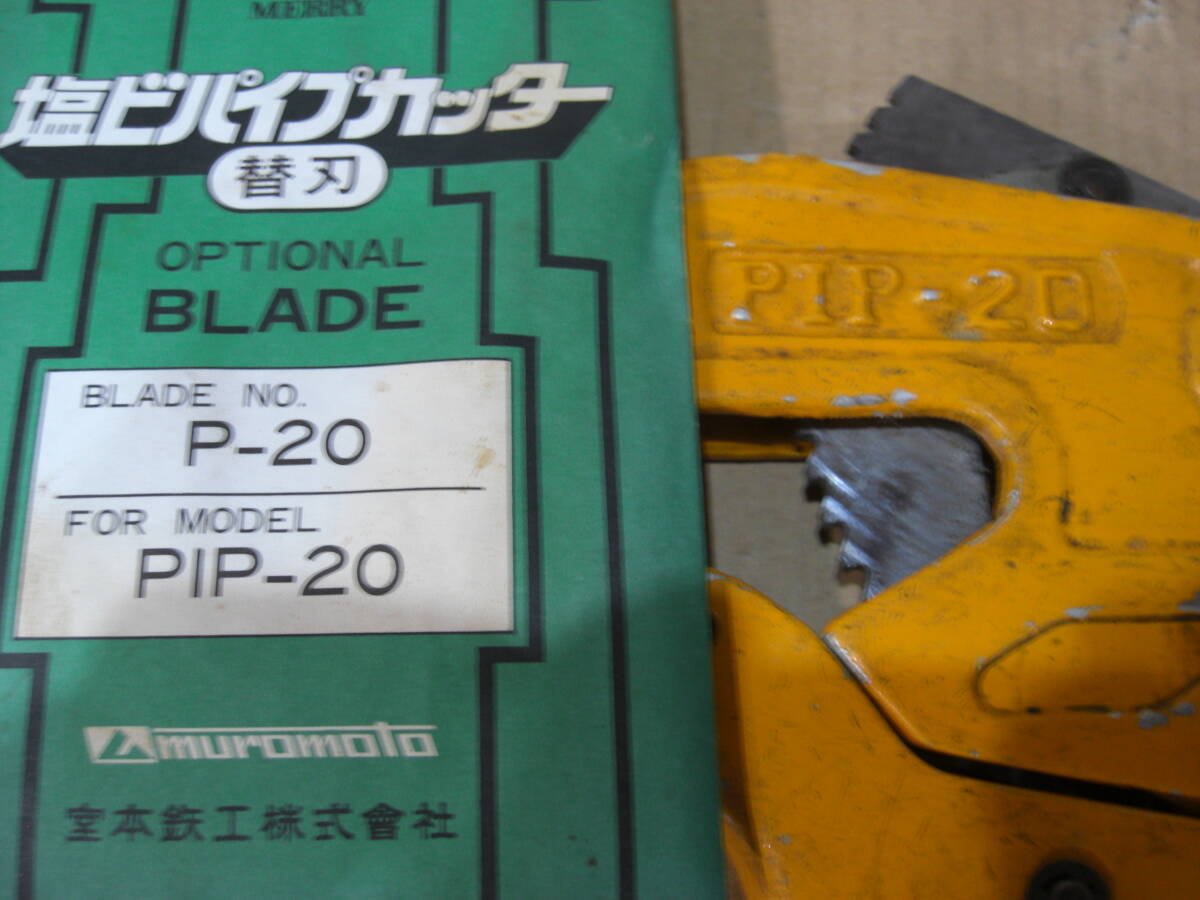 MERRY
塩ビパイプカッター
替刃
OPTIONAL
BLADE
BLADE NO.
P-20
FOR MODEL
PIP-20
muromoto
室本鉄工株式會社
PIP-20